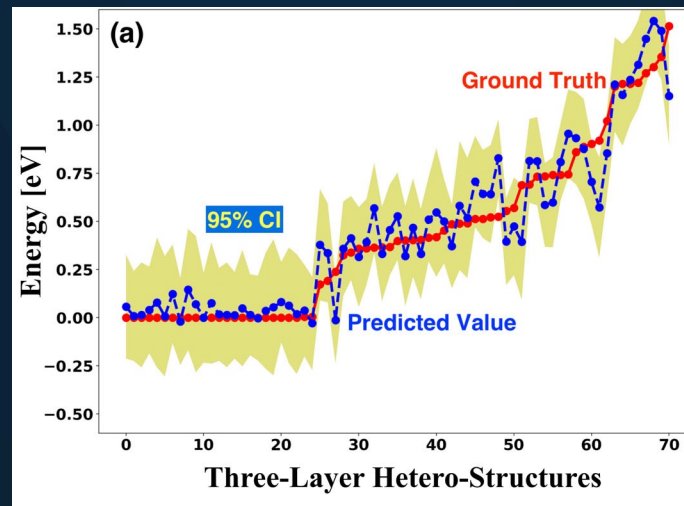 (a)
1.50
1.25
1.00
0.75
0.50
0.25
0.00
−0.25
−0.50
Energy [eV]
Ground Truth
95% CI
Predicted Value
0 10 20 30 40 50 60 70
Three-Layer Hetero-Structures